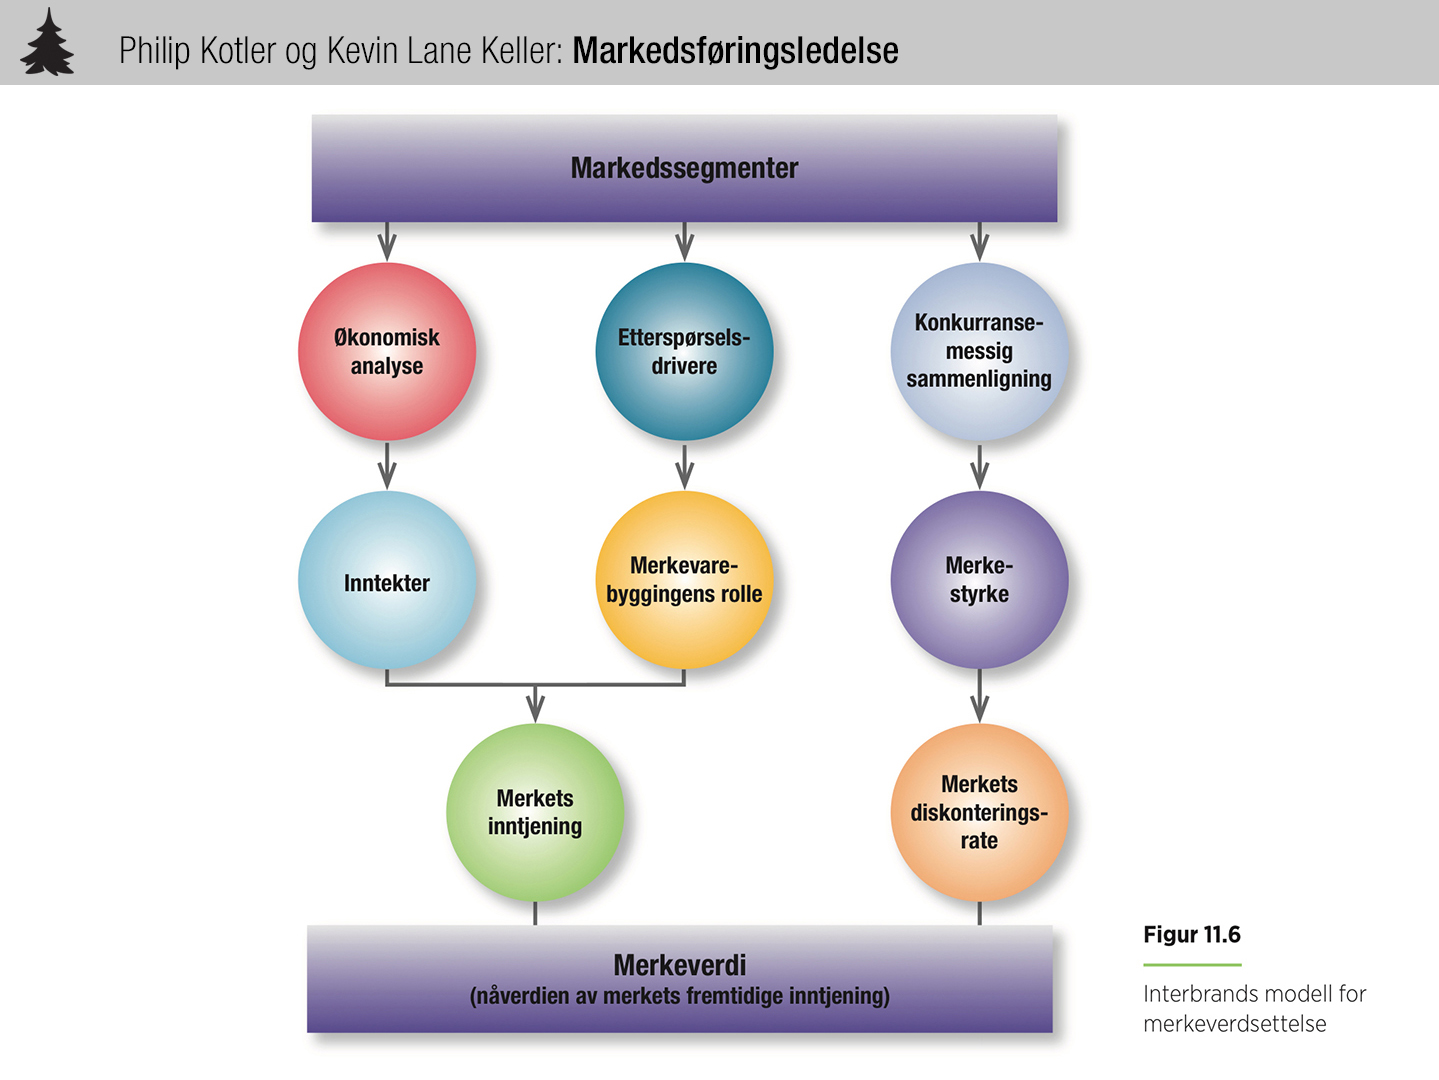 Philip Kotler og Kevin Lane Keller: Markedsføringsledelse
Markedssegmenter
Økonomisk
analyse
Etterspørsels-
drivere
Konkurranse-
messig
sammenligning
Inntekter
Merkevare-
byggingens rolle
Merke-
styrke
Merkets
inntjening
Merkets
diskonterings-
rate
Merkeverdi
(nåverdien av merkets fremtidige inntjening)
Figur 11.6
Interbrands modell for
merkeverdsettelse